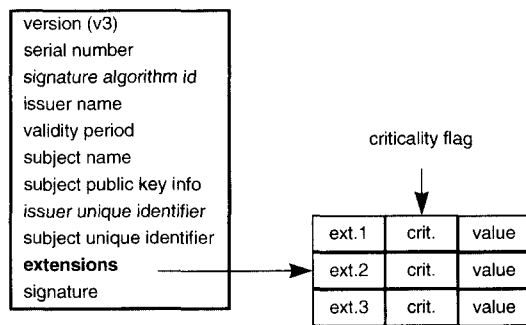 version (v3)
serial number
signature algorithm id
issuer name
validity period
subject name
subject public key info
issuer unique identifier
subject unique identifier
extensions
signature
criticality flag
ext.1 crit. value
ext.2 crit. value
ext.3 crit. value